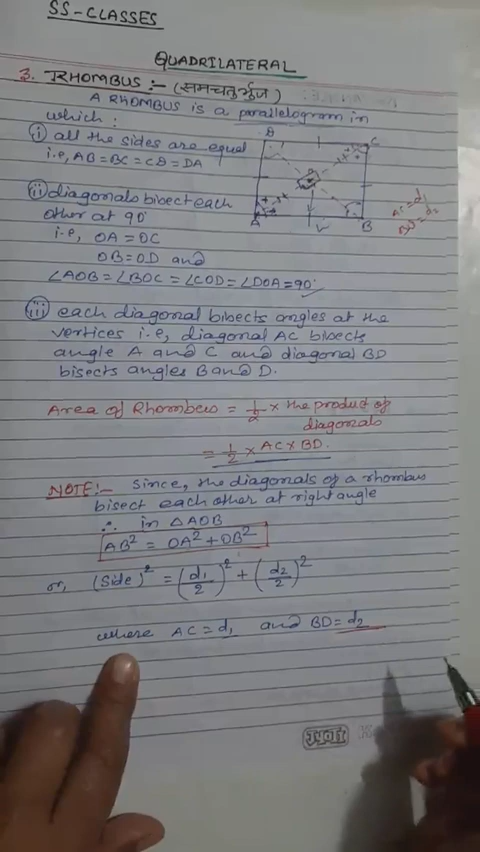 SS-CLASSES
QUADRILATERAL
3. RHOMBUS:- (समचतुर्भुज)
A RHOMBUS is a parallelogram in
which:
(i) all the sides are equal
i.e, AB=BC=CD=DA
(ii) diagonals bisect each
other at 90°
i.e, OA=OC
OB=OD and
∠AOB=∠BOC=∠COD=∠DOA=90°
D
C
A
B
AC=d1
BD=d2
(iii) each diagonal bisects angles at the
vertices i.e, diagonal AC bisects
angle A and C and diagonal BD
bisects angles B and D.
Area of Rhombus = 1/2 × the product of
diagonals
= 1/2 × AC × BD.
NOTE:- Since, the diagonals of a rhombus
bisect each other at right angle
∴ in △AOB
AB² = OA² + OB²
or, (Side)² = (d1/2)² + (d2/2)²
where AC = d1 and BD = d2